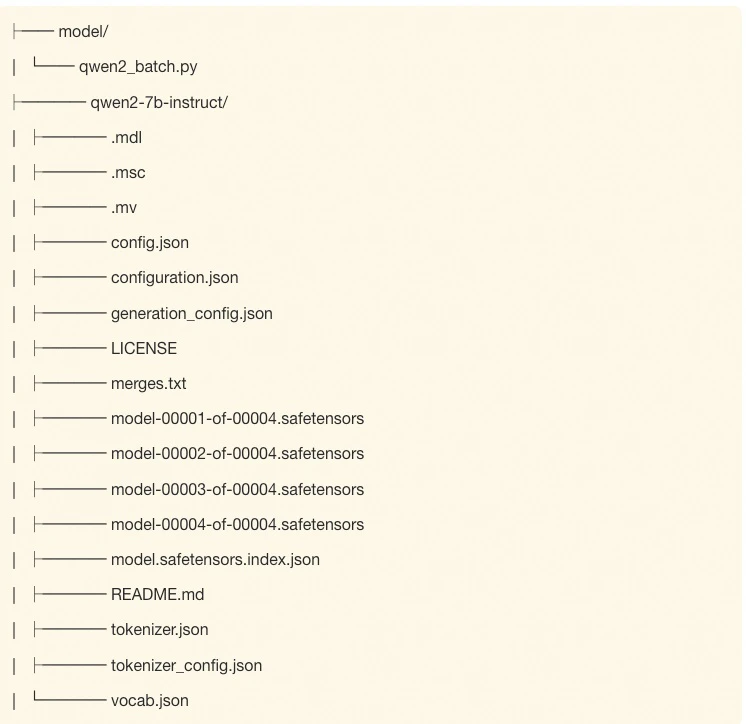 ├── model/
│ └── qwen2_batch.py
├──── qwen2-7b-instruct/
│ ├──── .mdl
│ ├──── .msc
│ ├──── .mv
│ ├──── config.json
│ ├──── configuration.json
│ ├──── generation_config.json
│ ├──── LICENSE
│ ├──── merges.txt
│ ├──── model-00001-of-00004.safetensors
│ ├──── model-00002-of-00004.safetensors
│ ├──── model-00003-of-00004.safetensors
│ ├──── model-00004-of-00004.safetensors
│ ├──── model.safetensors.index.json
│ ├──── README.md
│ ├──── tokenizer.json
│ ├──── tokenizer_config.json
│ └──── vocab.json